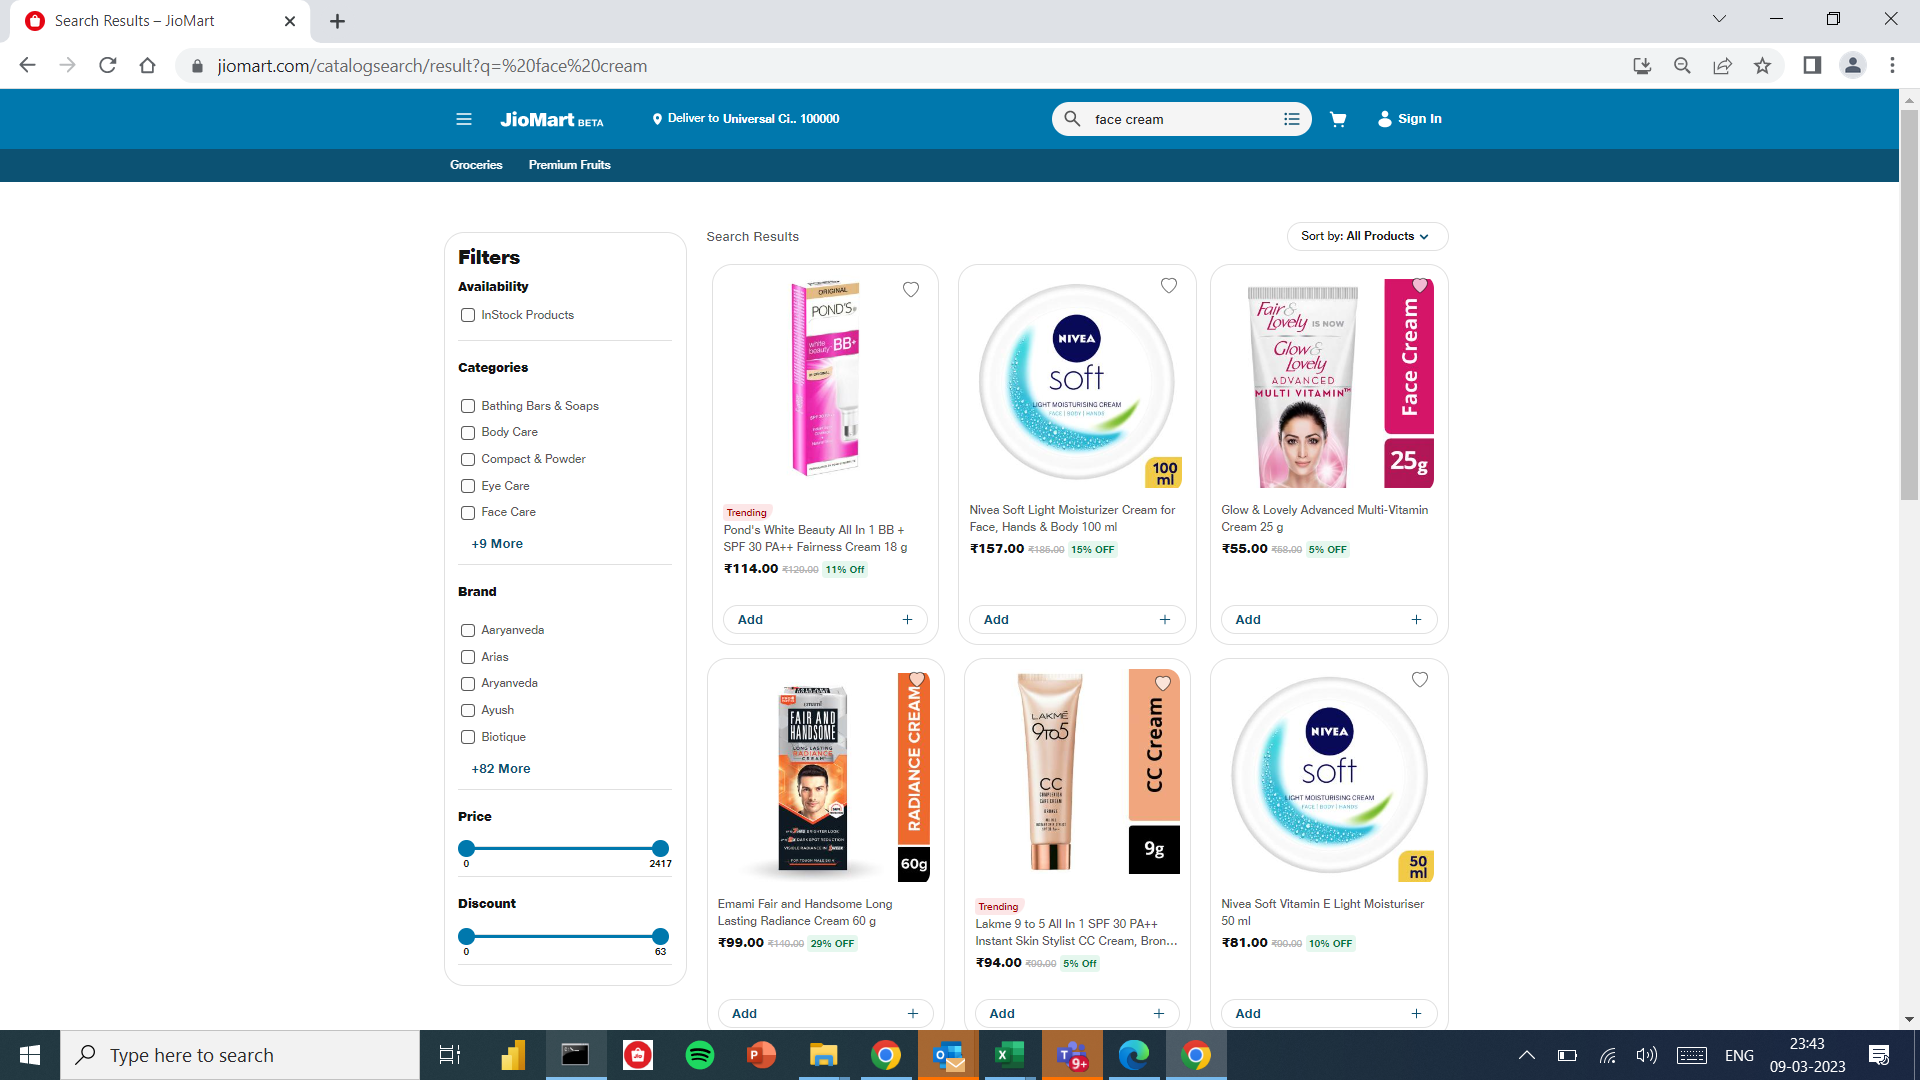 Search Results – JioMart
jiomart.com/catalogsearch/result?q=%20face%20cream
JioMart BETA
Deliver to Universal Ci.. 100000
face cream
Sign In
Groceries
Premium Fruits
Filters
Availability
InStock Products
Categories
Bathing Bars & Soaps
Body Care
Compact & Powder
Eye Care
Face Care
+9 More
Brand
Aaryanveda
Arias
Aryanveda
Ayush
Biotique
+82 More
Price
0
2417
Discount
0
63
Search Results
Sort by: All Products
ORIGINAL
POND'S
white beauty BB+
Trending
Pond's White Beauty All In 1 BB +
SPF 30 PA++ Fairness Cream 18 g
₹114.00 ₹129.00 11% Off
Add +
NIVEA
soft
LIGHT MOISTURISING CREAM
FACE | BODY | HANDS
100
ml
Nivea Soft Light Moisturizer Cream for
Face, Hands & Body 100 ml
₹157.00 ₹185.00 15% OFF
Add +
Fair &
Lovely IS NOW
Glow &
Lovely
ADVANCED
MULTI VITAMIN™
Face Cream
25g
Glow & Lovely Advanced Multi-Vitamin
Cream 25 g
₹55.00 ₹58.00 5% OFF
Add +
emami
FAIR AND
HANDSOME
LONG LASTING
RADIANCE
CREAM
RADIANCE CREAM
60g
Emami Fair and Handsome Long
Lasting Radiance Cream 60 g
₹99.00 ₹140.00 29% OFF
Add +
LAKMÉ
9TO5
CC
CC Cream
9g
Trending
Lakme 9 to 5 All In 1 SPF 30 PA++
Instant Skin Stylist CC Cream, Bron...
₹94.00 ₹99.00 5% Off
Add +
NIVEA
soft
LIGHT MOISTURISING CREAM
FACE | BODY | HANDS
50
ml
Nivea Soft Vitamin E Light Moisturiser
50 ml
₹81.00 ₹90.00 10% OFF
Add +
Type here to search
9+
ENG
23:43
09-03-2023